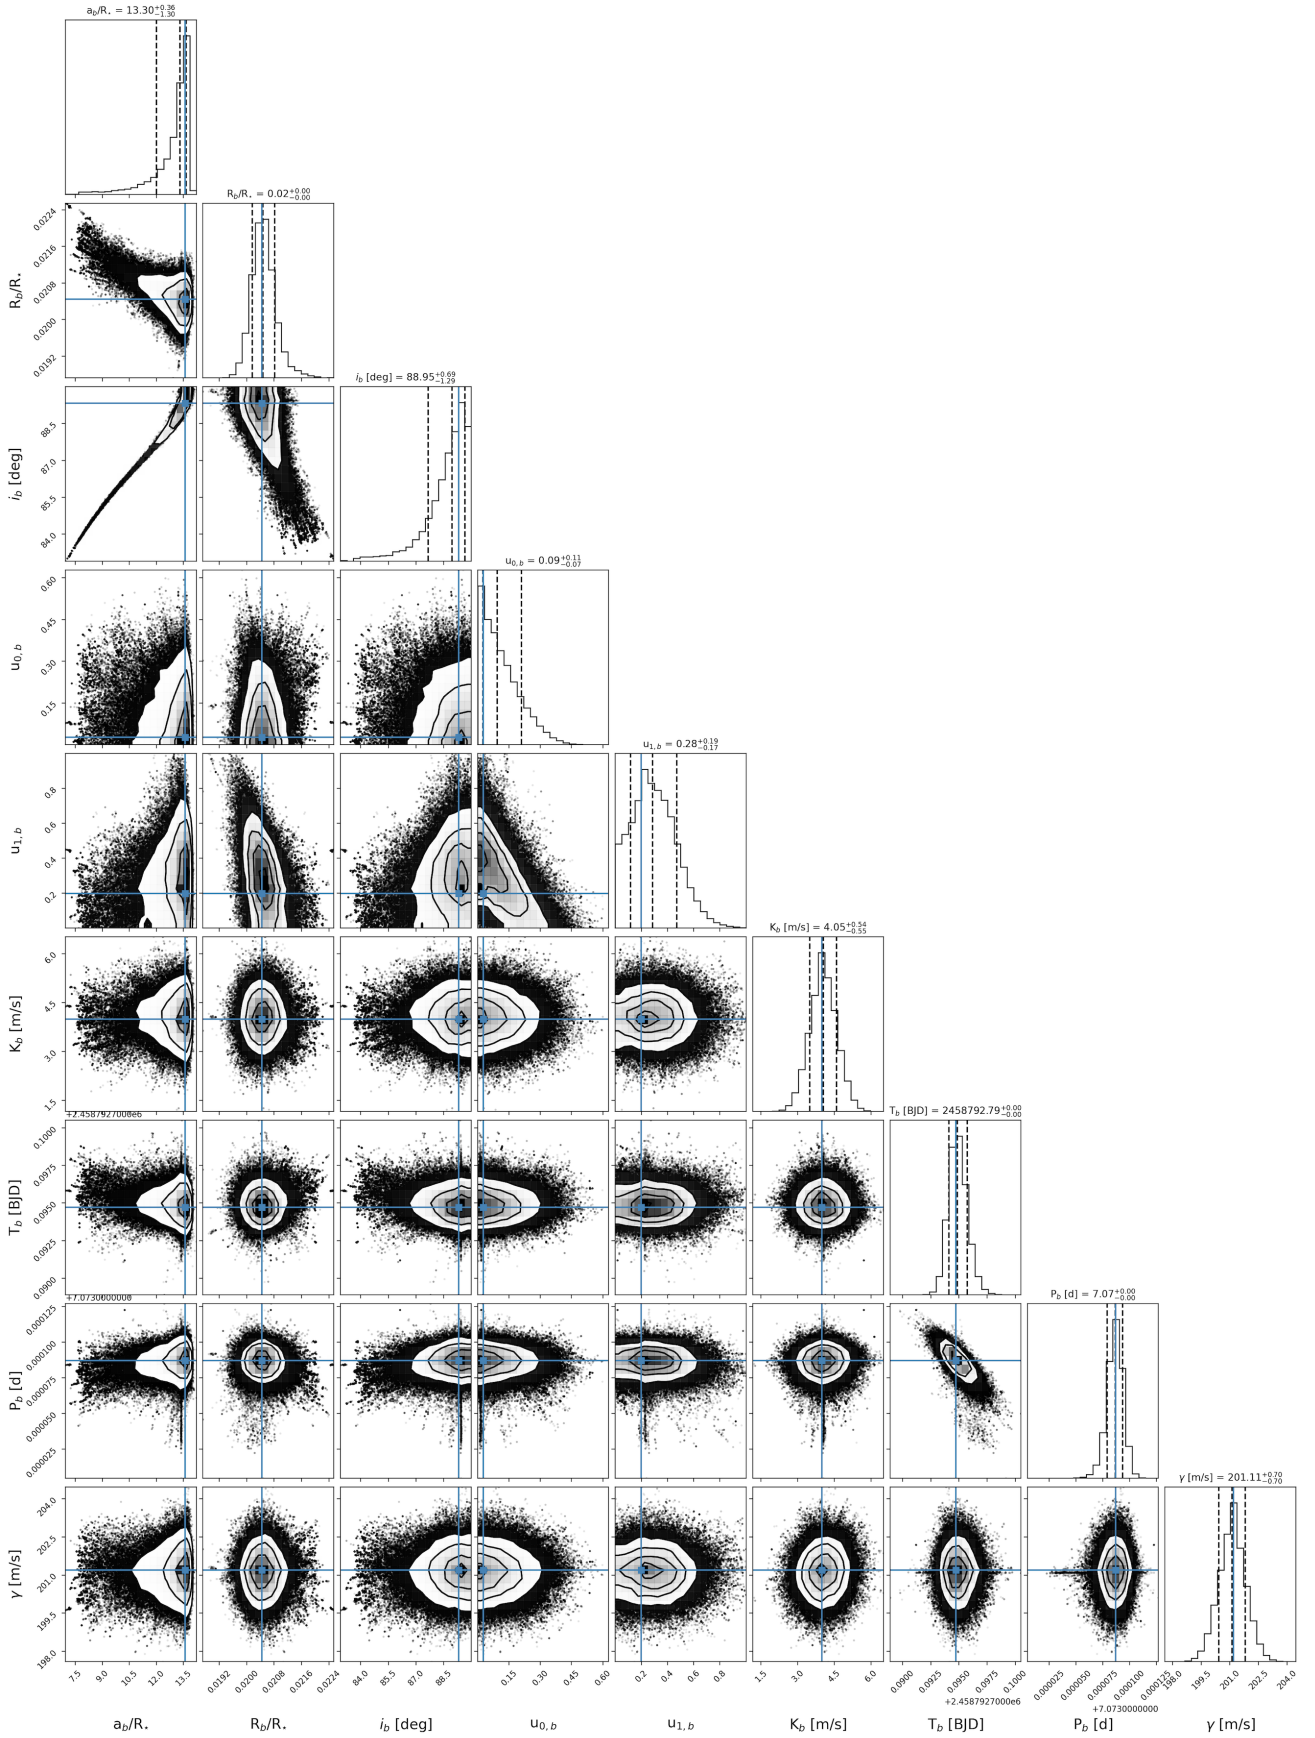 a_b/R⋆ = 13.30 +0.36 −1.30
R_b/R⋆ = 0.02 +0.00 −0.00
0.0224
0.0216
0.0208
0.0200
0.0192
R_b/R⋆
i_b [deg] = 88.95 +0.69 −1.29
88.5
87.0
85.5
84.0
i_b [deg]
u_0,b = 0.09 +0.11 −0.07
0.60
0.45
0.30
0.15
u_0,b
u_1,b = 0.28 +0.19 −0.17
0.8
0.6
0.4
0.2
u_1,b
K_b [m/s] = 4.05 +0.54 −0.55
6.0
4.5
3.0
1.5
K_b [m/s]
+2.4587927000e6
T_b [BJD] = 2458792.79 +0.00 −0.00
0.1000
0.0975
0.0950
0.0925
0.0900
T_b [BJD]
+7.0730000000
P_b [d] = 7.07 +0.00 −0.00
0.000125
0.000100
0.000075
0.000050
0.000025
P_b [d]
γ [m/s] = 201.11 +0.70 −0.70
204.0
202.5
201.0
199.5
198.0
γ [m/s]
7.5 9.0 10.5 12.0 13.5 0.0192 0.0200 0.0208 0.0216 0.0224 84.0 85.5 87.0 88.5 0.15 0.30 0.45 0.60 0.2 0.4 0.6 0.8 1.5 3.0 4.5 6.0 0.0900 0.0925 0.0950 0.0975 0.1000 0.000025 0.000050 0.000075 0.000100 0.000125 198.0 199.5 201.0 202.5 204.0
+2.4587927000e6 +7.0730000000
a_b/R⋆ R_b/R⋆ i_b [deg] u_0,b u_1,b K_b [m/s] T_b [BJD] P_b [d] γ [m/s]